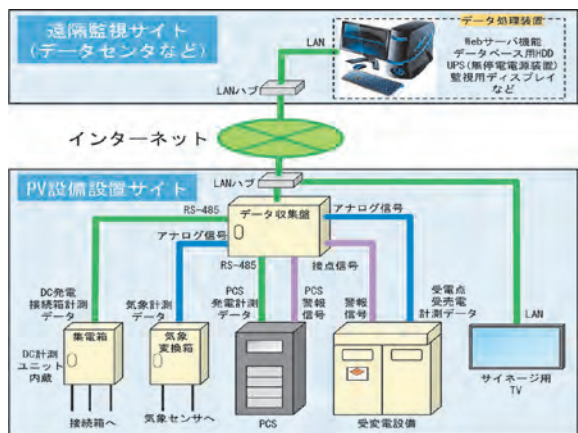 遠隔監視サイト
(データセンタなど)
データ処理装置
Webサーバ機能
データベース用HDD
UPS(無停電電源装置)
監視用ディスプレイ
など
LAN
LANハブ
インターネット
PV設備設置サイト
LANハブ
データ収集盤
RS-485
アナログ信号
アナログ信号
RS-485
接点信号
DC発電
接続箱計測
データ
気象計測
データ
PCS
発電計測
データ
PCS
警報
信号
警報
信号
受電点
受売電
計測データ
LAN
集電箱
気象
変換箱
DC計測
ユニット
内蔵
サイネージ用
TV
接続箱へ
気象センサへ
PCS
受変電設備